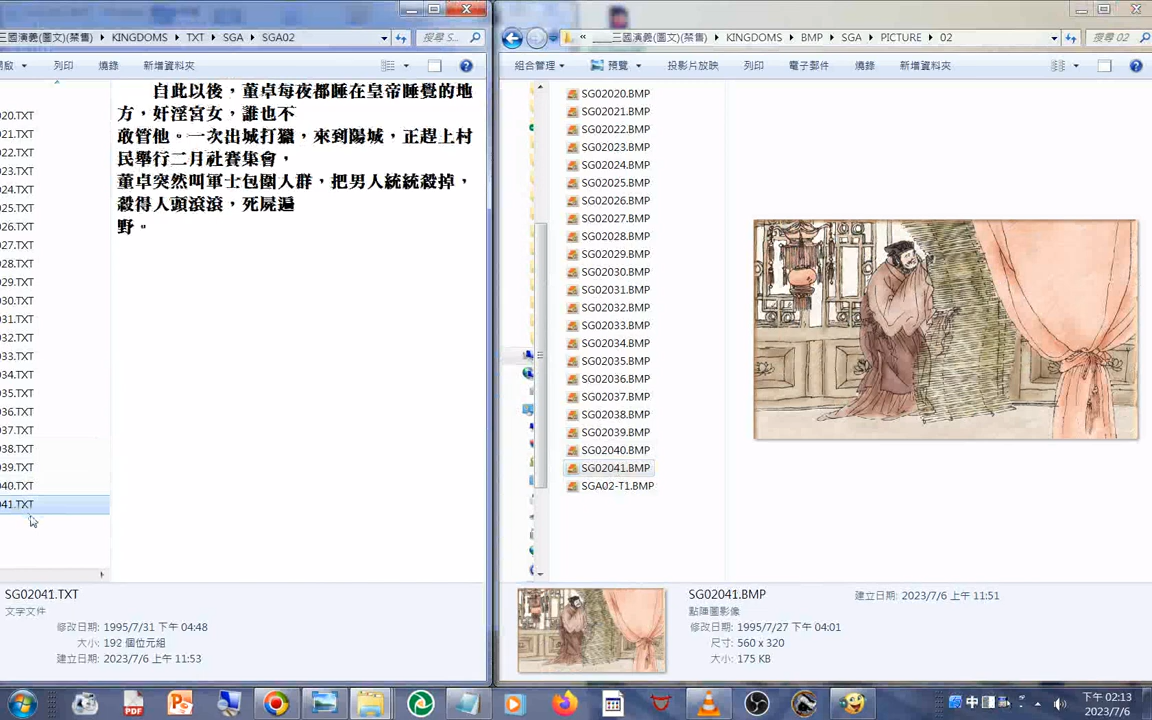 三國演義(圖文)(禁售) ▸ KINGDOMS ▸ TXT ▸ SGA ▸ SGA02
搜尋 S...
列印 燒錄 新增資料夾
20.TXT
21.TXT
22.TXT
23.TXT
24.TXT
25.TXT
26.TXT
27.TXT
28.TXT
29.TXT
30.TXT
31.TXT
32.TXT
33.TXT
34.TXT
35.TXT
36.TXT
37.TXT
38.TXT
39.TXT
40.TXT
41.TXT
自此以後，董卓每夜都睡在皇帝睡覺的地
方，奸淫宮女，誰也不
敢管他。一次出城打獵，來到陽城，正趕上村
民舉行二月社賽集會，
董卓突然叫軍士包圍人群，把男人統統殺掉，
殺得人頭滾滾，死屍遍
野。
SG02041.TXT
文字文件
修改日期: 1995/7/31 下午 04:48
大小: 192 個位元組
建立日期: 2023/7/6 上午 11:53
« ____三國演義(圖文)(禁售) ▸ KINGDOMS ▸ BMP ▸ SGA ▸ PICTURE ▸ 02
搜尋 02
組合管理 預覽 投影片放映 列印 電子郵件 燒錄 新增資料夾
SG02020.BMP
SG02021.BMP
SG02022.BMP
SG02023.BMP
SG02024.BMP
SG02025.BMP
SG02026.BMP
SG02027.BMP
SG02028.BMP
SG02029.BMP
SG02030.BMP
SG02031.BMP
SG02032.BMP
SG02033.BMP
SG02034.BMP
SG02035.BMP
SG02036.BMP
SG02037.BMP
SG02038.BMP
SG02039.BMP
SG02040.BMP
SG02041.BMP
SGA02-T1.BMP
SG02041.BMP
點陣圖影像
修改日期: 1995/7/27 下午 04:01
尺寸: 560 x 320
大小: 175 KB
建立日期: 2023/7/6 上午 11:51
PDF
中
下午 02:13
2023/7/6